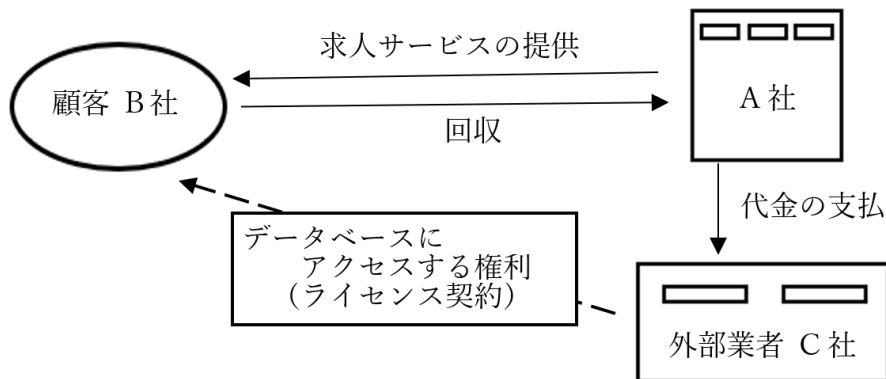 求人サービスの提供
顧客 B社
A社
回収
代金の支払
データベースに
アクセスする権利
（ライセンス契約）
外部業者 C社